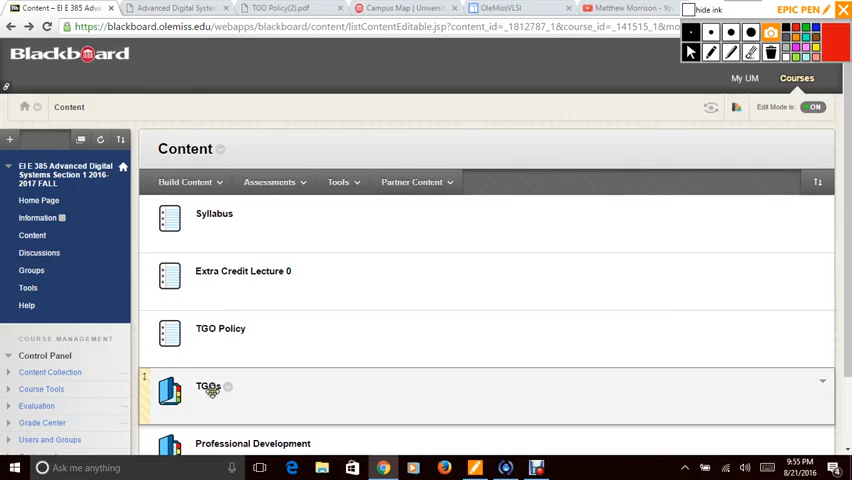 Content – EI E 385 Adva
Advanced Digital System
TGO Policy(2).pdf
Campus Map | Universit
OleMissVLSI
Matthew Morrison - Yo
hide ink
EPIC PEN
https://blackboard.olemiss.edu/webapps/blackboard/content/listContentEditable.jsp?content_id=_1812787_1&course_id=_141515_1&mo
Blackboard
My UM
Courses
Content
Edit Mode is:
ON
EI E 385 Advanced Digital
Systems Section 1 2016-
2017 FALL
Home Page
Information
Content
Discussions
Groups
Tools
Help
COURSE MANAGEMENT
Control Panel
Content Collection
Course Tools
Evaluation
Grade Center
Users and Groups
Content
Build Content
Assessments
Tools
Partner Content
Syllabus
Extra Credit Lecture 0
TGO Policy
TGOs
Professional Development
Ask me anything
9:55 PM
8/21/2016